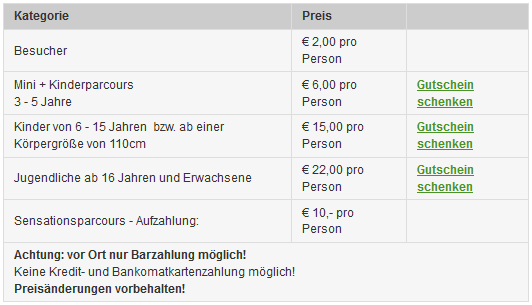 Kategorie Preis
Besucher € 2,00 pro
Person
Mini + Kinderparcours € 6,00 pro Gutschein
3 - 5 Jahre Person schenken
Kinder von 6 - 15 Jahren bzw. ab einer € 15,00 pro Gutschein
Körpergröße von 110cm Person schenken
Jugendliche ab 16 Jahren und Erwachsene € 22,00 pro Gutschein
Person schenken
Sensationsparcours - Aufzahlung: € 10,- pro
Person
Achtung: vor Ort nur Barzahlung möglich!
Keine Kredit- und Bankomatkartenzahlung möglich!
Preisänderungen vorbehalten!